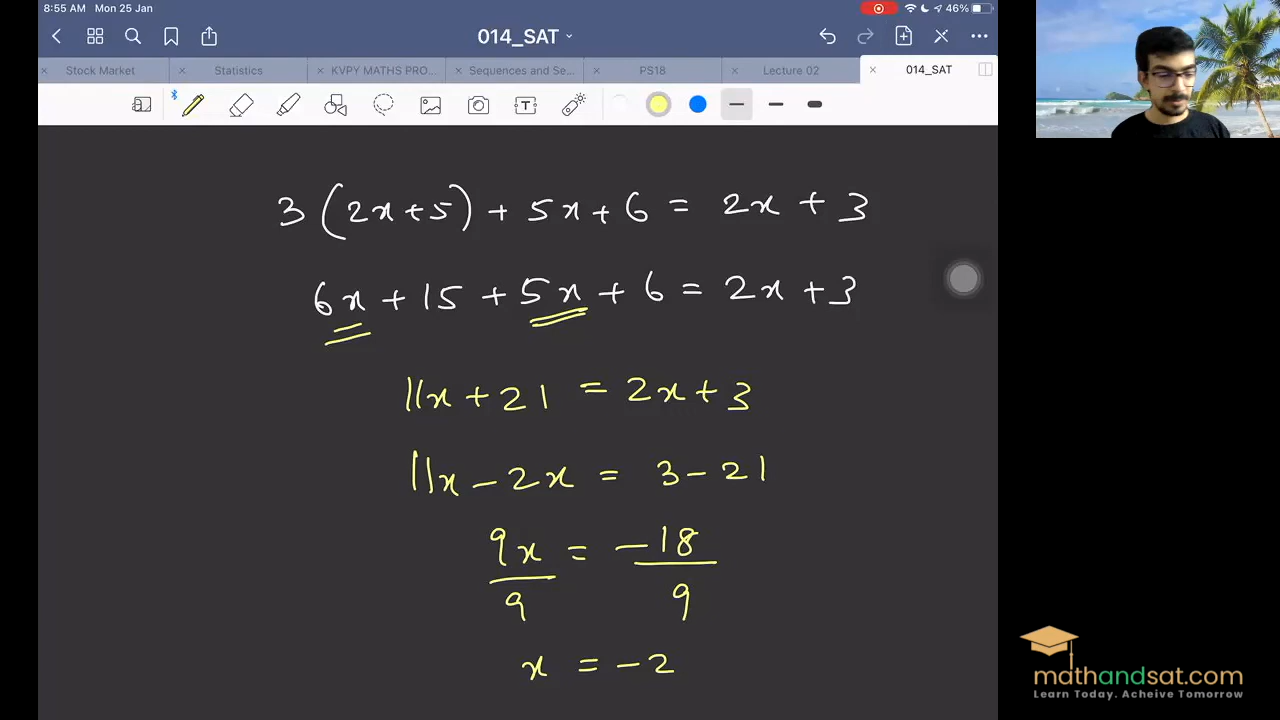 8:55 AM Mon 25 Jan
46%
014_SAT
Stock Market
Statistics
KVPY MATHS PRO...
Sequences and Se...
PS18
Lecture 02
014_SAT
3(2x+5) + 5x+6 = 2x + 3
6x + 15 + 5x + 6 = 2x + 3
11x + 21 = 2x + 3
11x - 2x = 3 - 21
9x = -18
9 9
x = -2
mathandsat.com
Learn Today. Acheive Tomorrow